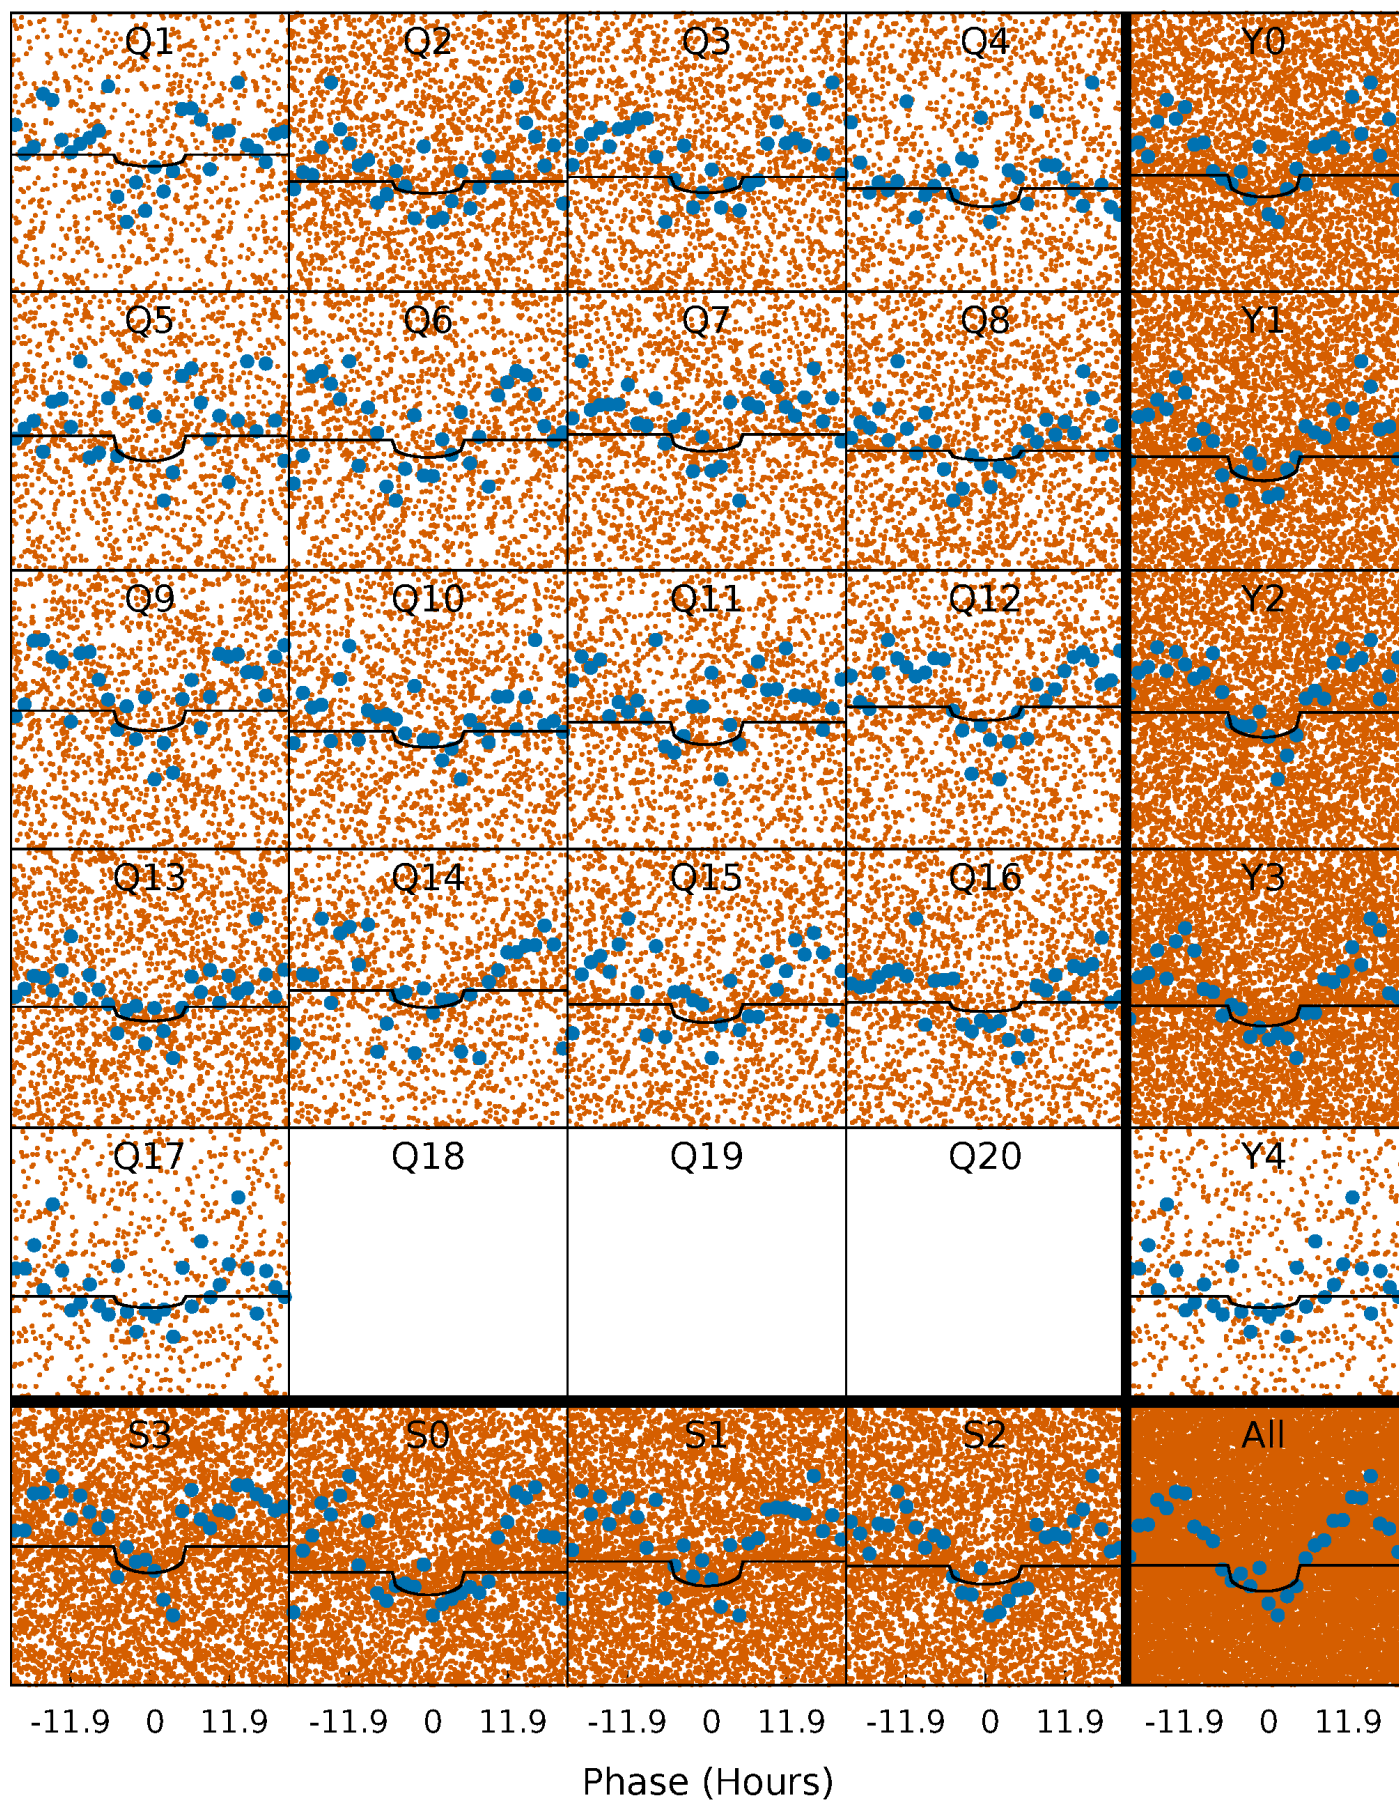 Q1 Q2 Q3 Q4 Y0
Q5 Q6 Q7 Q8 Y1
Q9 Q10 Q11 Q12 Y2
Q13 Q14 Q15 Q16 Y3
Q17 Q18 Q19 Q20 Y4
S3 S0 S1 S2 All
-11.9 0 11.9 -11.9 0 11.9 -11.9 0 11.9 -11.9 0 11.9 -11.9 0 11.9
Phase (Hours)